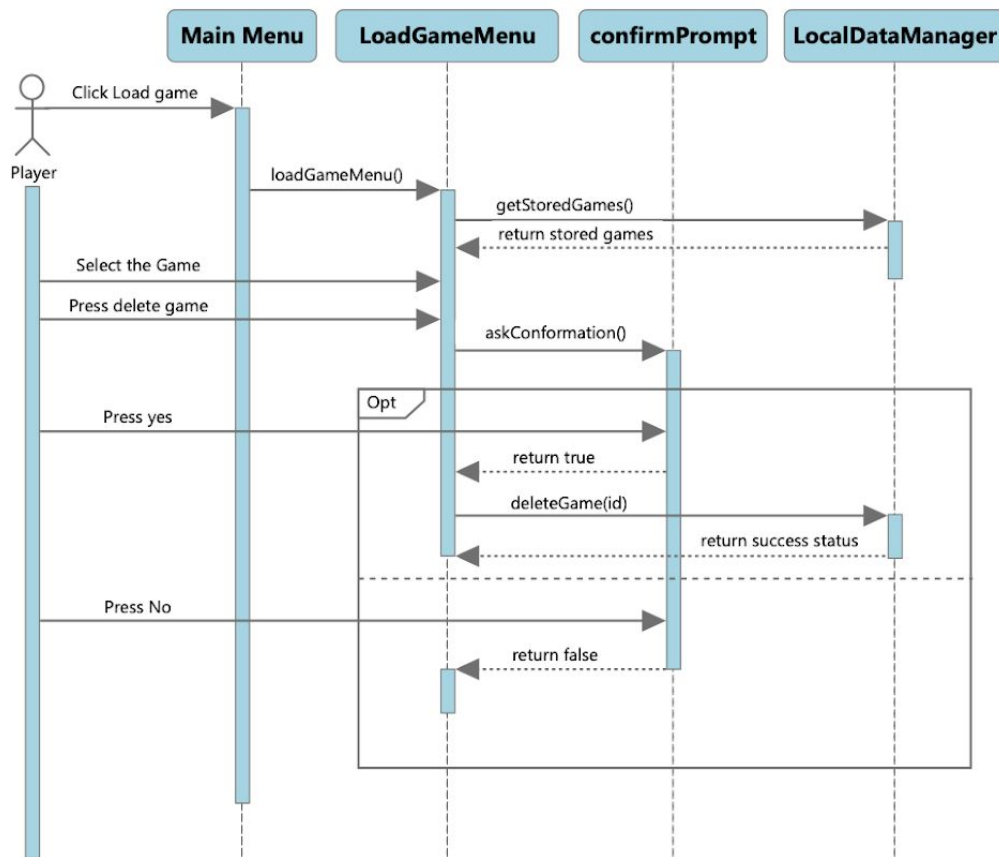 Main Menu
LoadGameMenu
confirmPrompt
LocalDataManager
Click Load game
Player
loadGameMenu()
getStoredGames()
return stored games
Select the Game
Press delete game
askConformation()
Opt
Press yes
return true
deleteGame(id)
return success status
Press No
return false